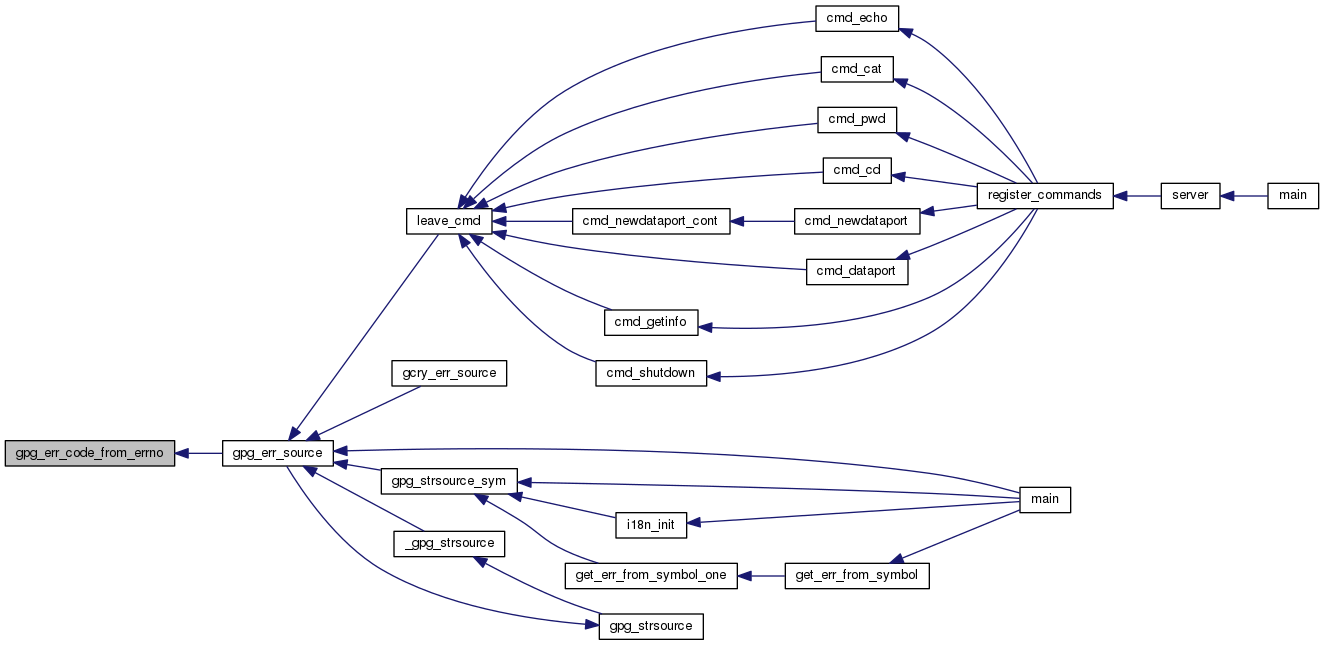 cmd_echo
cmd_cat
cmd_pwd
cmd_cd
register_commands
server
main
leave_cmd
cmd_newdataport_cont
cmd_newdataport
cmd_dataport
cmd_getinfo
cmd_shutdown
gcry_err_source
gpg_err_code_from_errno
gpg_err_source
gpg_strsource_sym
main
i18n_init
_gpg_strsource
get_err_from_symbol_one
get_err_from_symbol
gpg_strsource